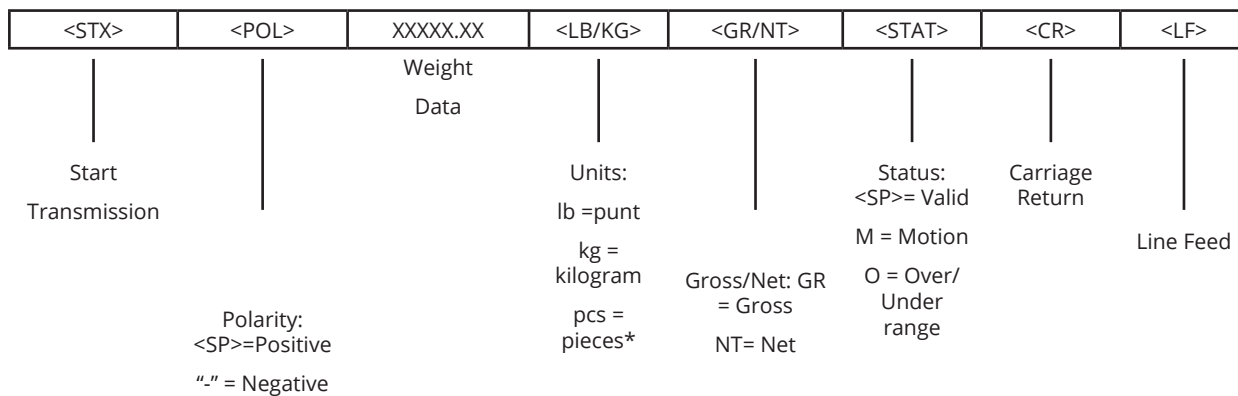 <STX> <POL> XXXXX.XX <LB/KG> <GR/NT> <STAT> <CR> <LF>
Weight
Data
Start
Transmission
Polarity:
<SP>=Positive
“-” = Negative
Units:
lb =punt
kg =
kilogram
pcs =
pieces*
Gross/Net: GR
= Gross
NT= Net
Status:
<SP>= Valid
M = Motion
O = Over/
Under
range
Carriage
Return
Line Feed